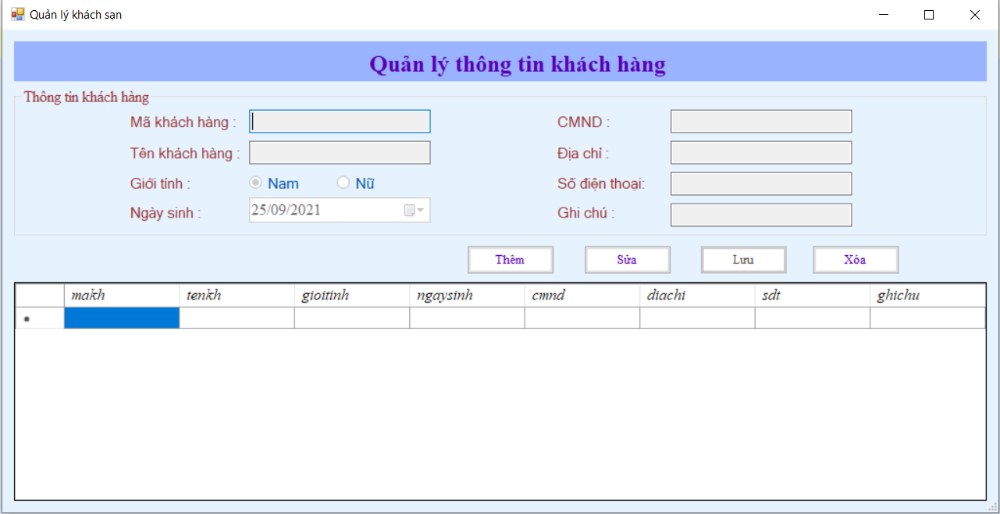 Quản lý khách sạn
Quản lý thông tin khách hàng
Thông tin khách hàng
Mã khách hàng :
CMND :
Tên khách hàng :
Địa chỉ :
Giới tính :
Nam
Nữ
Số điện thoại:
Ngày sinh :
25/09/2021
Ghi chú :
Thêm
Sửa
Lưu
Xóa
makh tenkh gioitinh ngaysinh cmnd diachi sdt ghichu
*